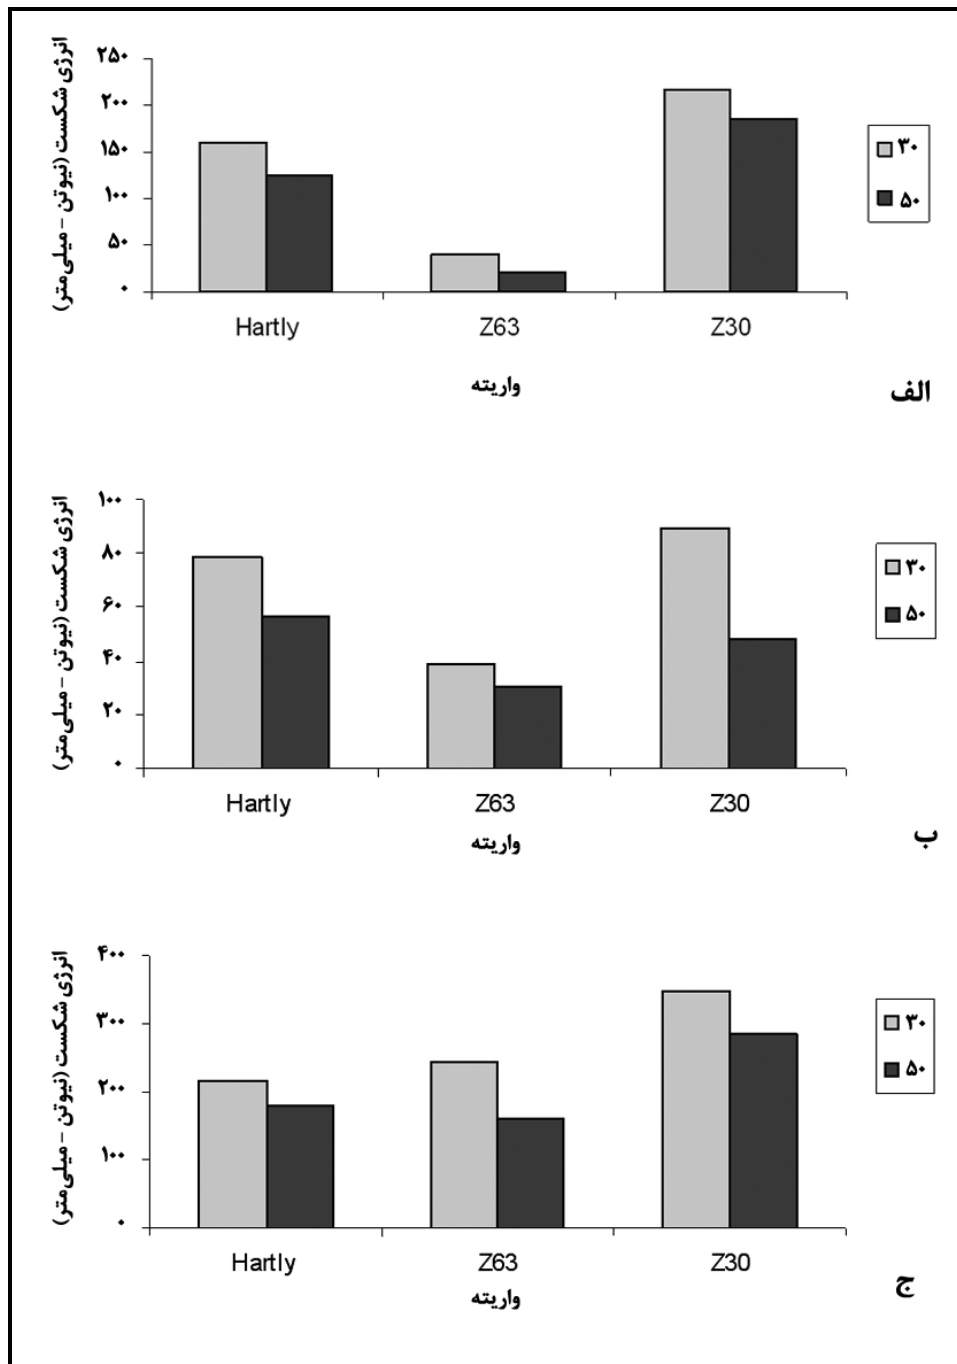 انرژی شکست (نیوتن – میلی‌متر)
۲۵۰
۲۰۰
۱۵۰
۱۰۰
۵۰
۰
Hartly
Z63
Z30
واریته
۳۰
۵۰
الف
انرژی شکست (نیوتن – میلی‌متر)
۱۰۰
۸۰
۶۰
۴۰
۲۰
۰
Hartly
Z63
Z30
واریته
۳۰
۵۰
ب
انرژی شکست (نیوتن – میلی‌متر)
۴۰۰
۳۰۰
۲۰۰
۱۰۰
۰
Hartly
Z63
Z30
واریته
۳۰
۵۰
ج